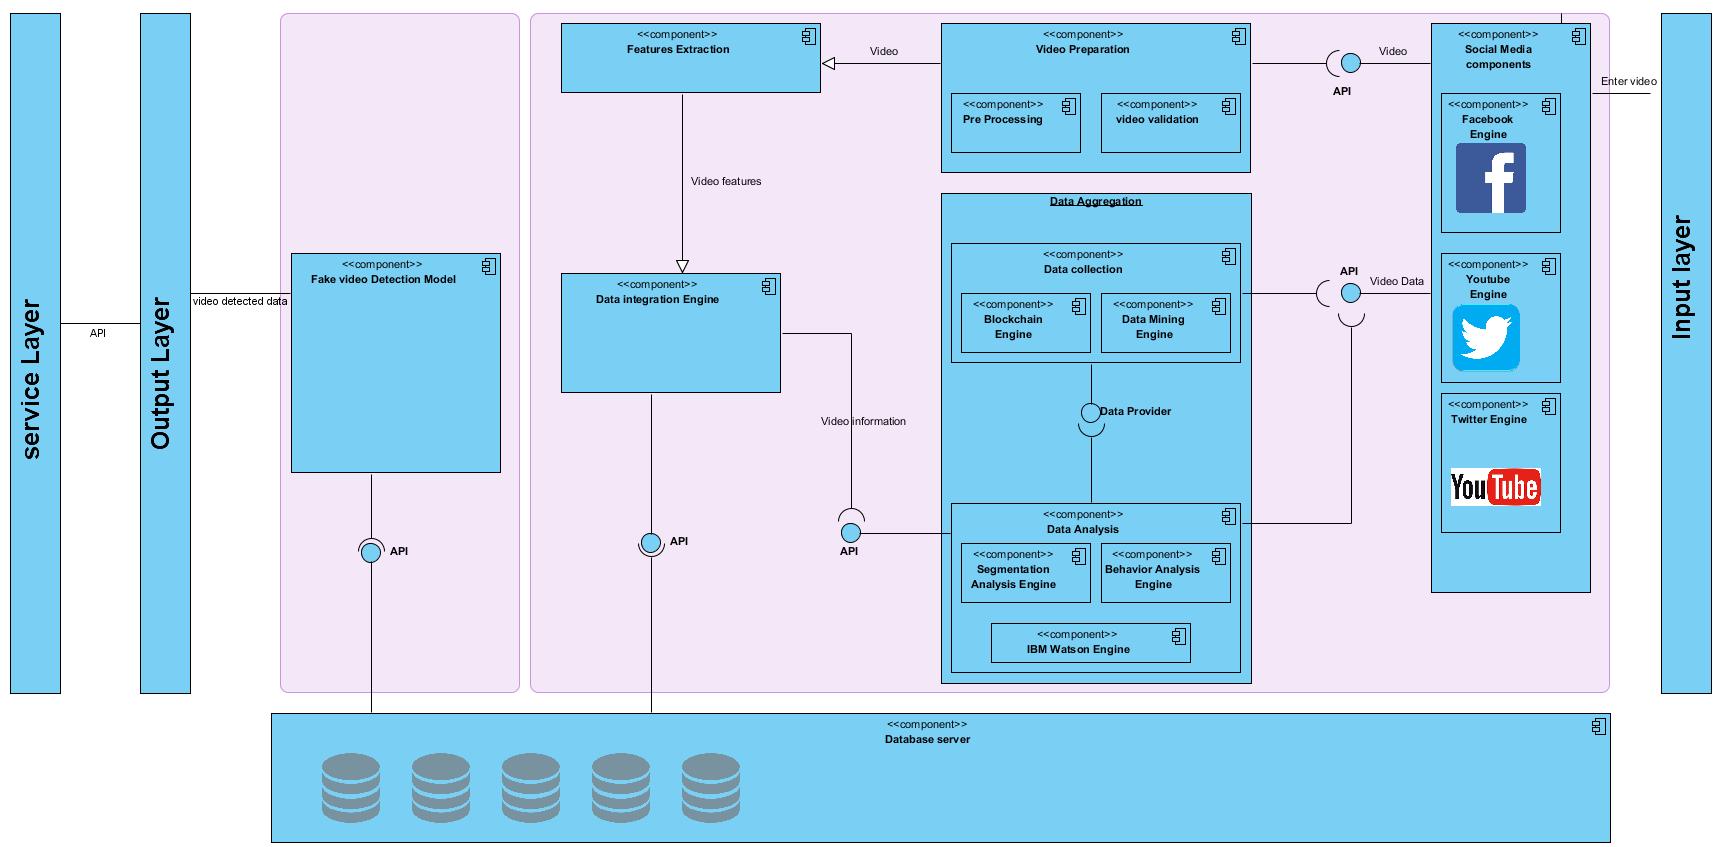 service Layer
API
Output Layer
video detected data
<<component>>
Fake video Detection Model
API
<<component>>
Features Extraction
Video
Video features
<<component>>
Data integration Engine
API
Video information
API
<<component>>
Video Preparation
<<component>>
Pre Processing
<<component>>
video validation
Data Aggregation
<<component>>
Data collection
<<component>>
Blockchain
Engine
<<component>>
Data Mining
Engine
Data Provider
<<component>>
Data Analysis
<<component>>
Segmentation
Analysis Engine
<<component>>
Behavior Analysis
Engine
<<component>>
IBM Watson Engine
Video
API
API
Video Data
<<component>>
Social Media
components
<<component>>
Facebook
Engine
f
<<component>>
Youtube
Engine
<<component>>
Twitter Engine
YouTube
Enter video
Input layer
<<component>>
Database server